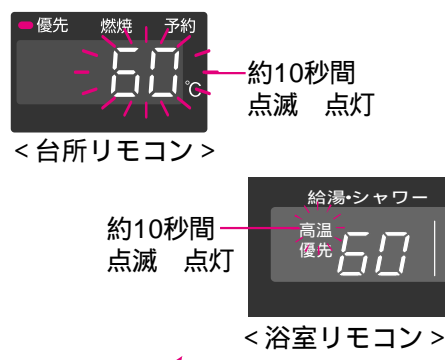 優先 燃焼 予約
60℃
約10秒間
点滅 点灯
<台所リモコン>
給湯・シャワー
高温
優先 60
約10秒間
点滅 点灯
<浴室リモコン>